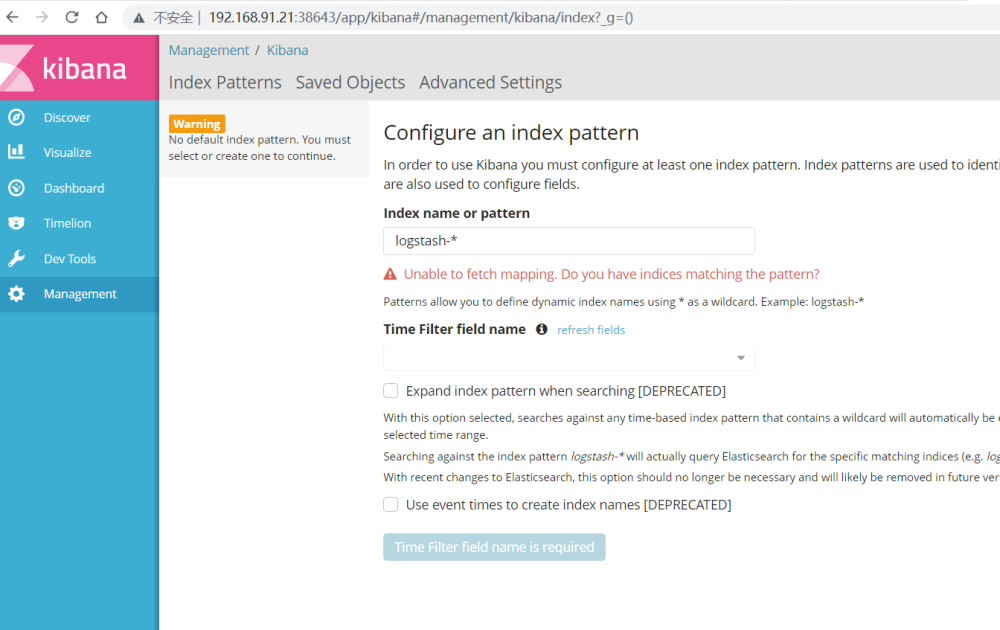 不安全 | 192.168.91.21:38643/app/kibana#/management/kibana/index?_g=()
kibana
Discover
Visualize
Dashboard
Timelion
Dev Tools
Management
Management / Kibana
Index Patterns Saved Objects Advanced Settings
Warning
No default index pattern. You must
select or create one to continue.
Configure an index pattern
In order to use Kibana you must configure at least one index pattern. Index patterns are used to identi
are also used to configure fields.
Index name or pattern
logstash-*
Unable to fetch mapping. Do you have indices matching the pattern?
Patterns allow you to define dynamic index names using * as a wildcard. Example: logstash-*
Time Filter field name refresh fields
Expand index pattern when searching [DEPRECATED]
With this option selected, searches against any time-based index pattern that contains a wildcard will automatically be e
selected time range.
Searching against the index pattern logstash-* will actually query Elasticsearch for the specific matching indices (e.g. log
With recent changes to Elasticsearch, this option should no longer be necessary and will likely be removed in future ver
Use event times to create index names [DEPRECATED]
Time Filter field name is required